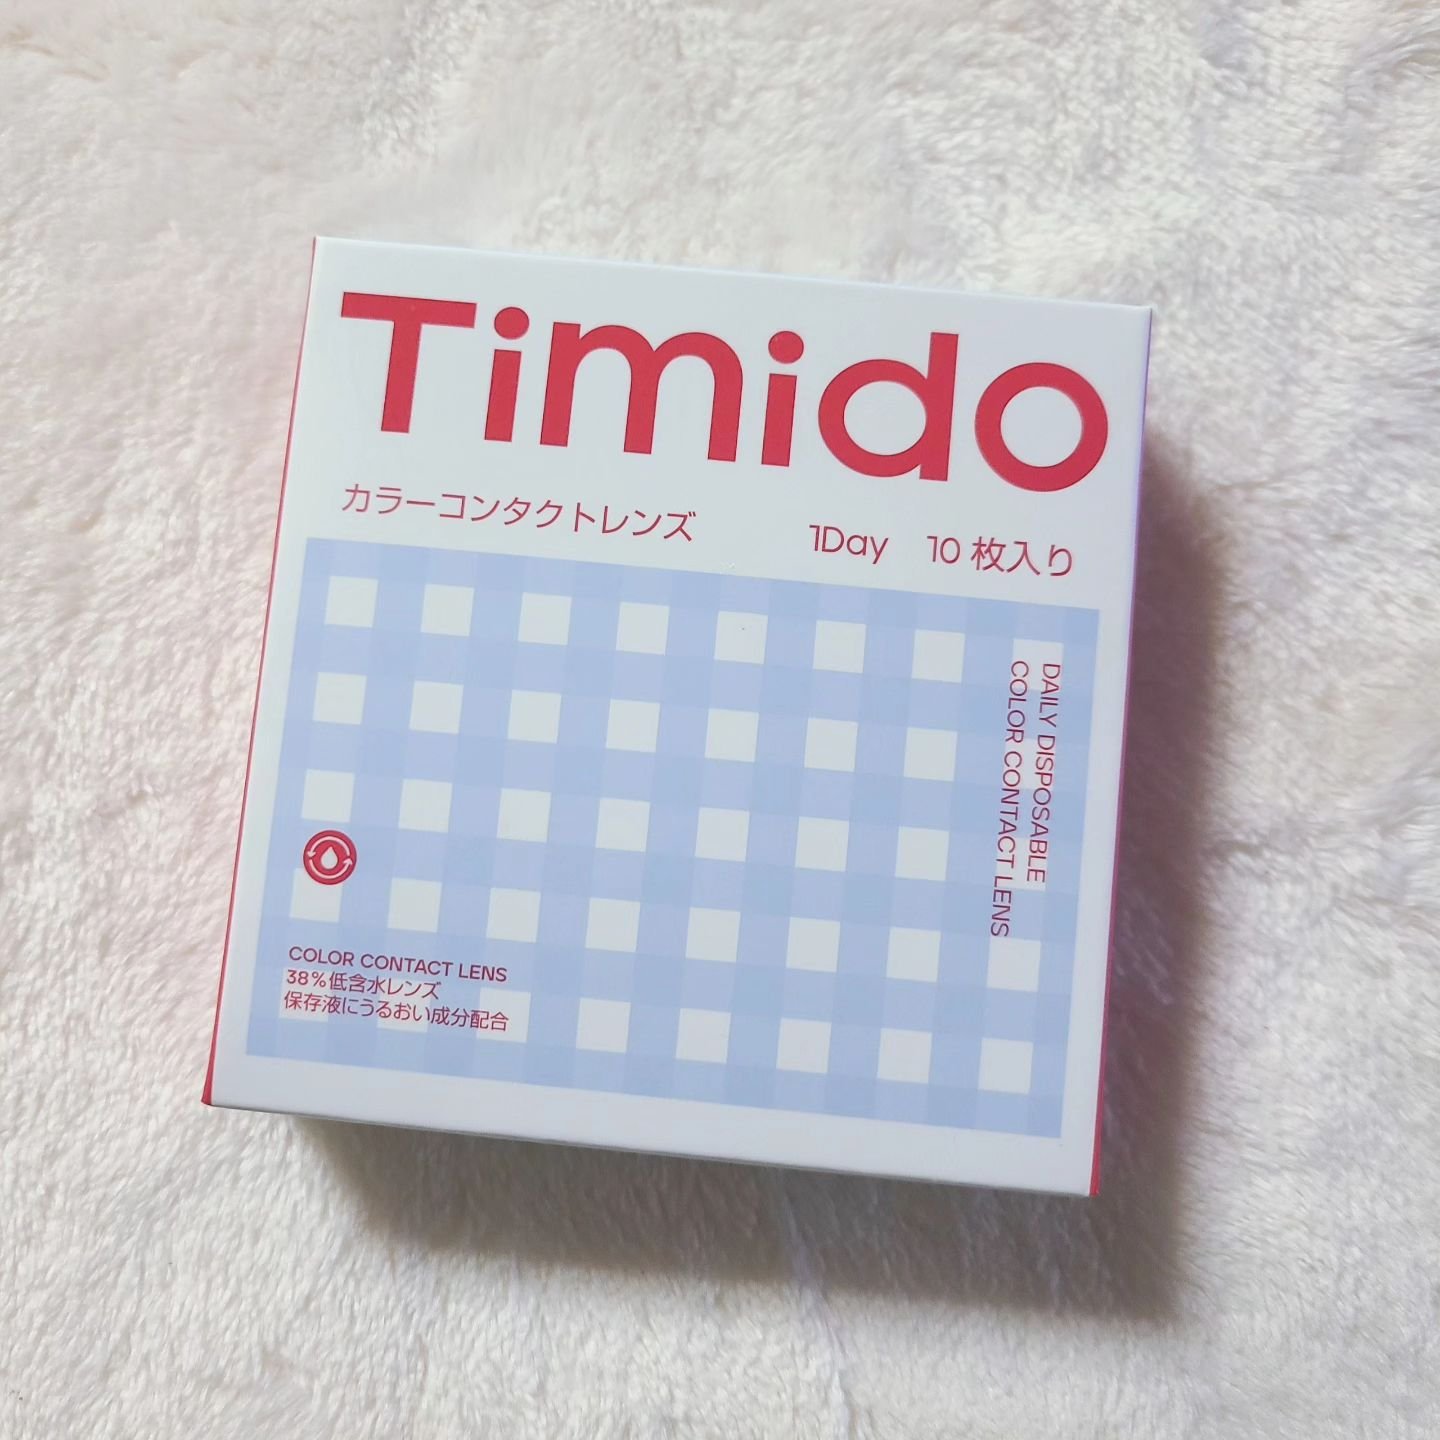 Timido
カラーコンタクトレンズ
1Day 10枚入り
DAILY DISPOSABLE
COLOR CONTACT LENS
COLOR CONTACT LENS
38%低含水レンズ
保存液にうるおい成分配合